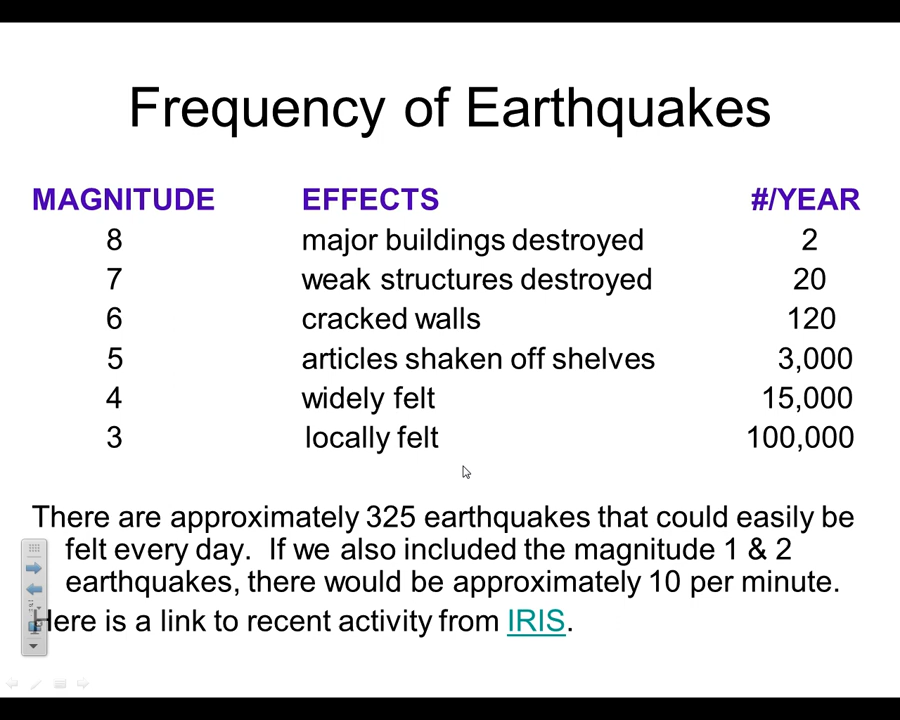 Frequency of Earthquakes
MAGNITUDE EFFECTS #/YEAR
8 major buildings destroyed 2
7 weak structures destroyed 20
6 cracked walls 120
5 articles shaken off shelves 3,000
4 widely felt 15,000
3 locally felt 100,000
There are approximately 325 earthquakes that could easily be
felt every day. If we also included the magnitude 1 & 2
earthquakes, there would be approximately 10 per minute.
Here is a link to recent activity from IRIS.